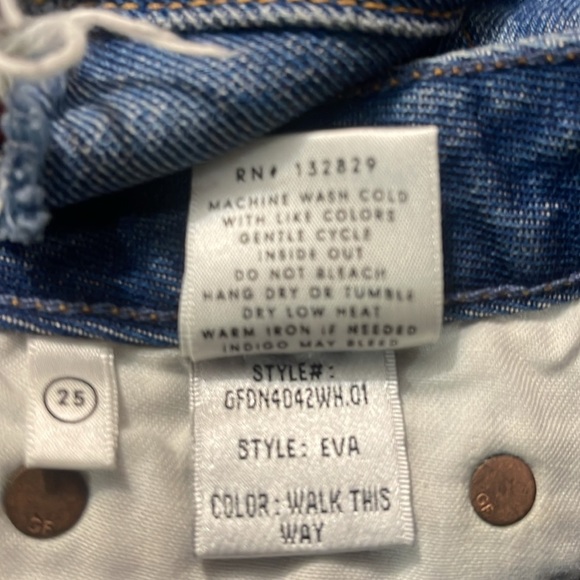 RN# 132829
MACHINE WASH COLD
WITH LIKE COLORS
GENTLE CYCLE
INSIDE OUT
DO NOT BLEACH
HANG DRY OR TUMBLE
DRY LOW HEAT
WARM IRON IF NEEDED
INDIGO MAY BLEED
STYLE#:
GFDN4042WH.01
STYLE: EVA
COLOR: WALK THIS
WAY
25
GF
GF